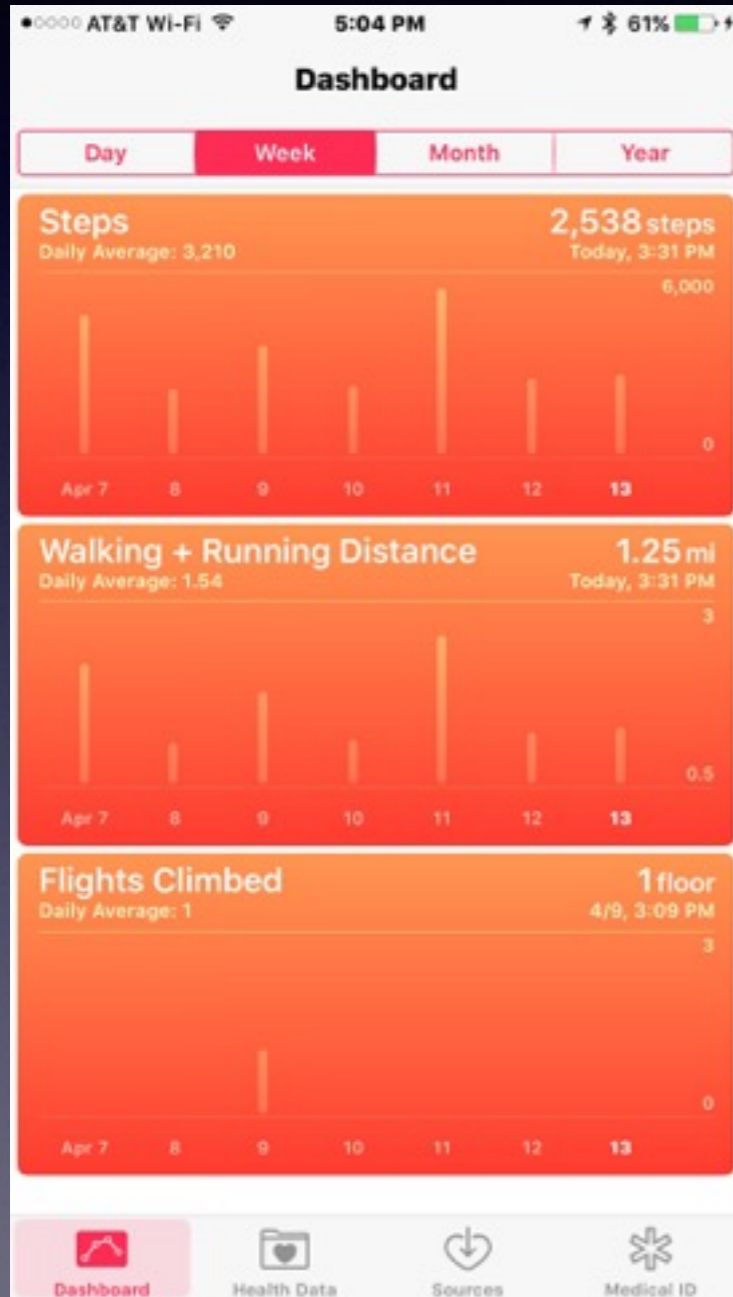 AT&T Wi-Fi 5:04 PM 61%
Dashboard
Day Week Month Year
Steps 2,538 steps
Daily Average: 3,210 Today, 3:31 PM
6,000
0
Apr 7 8 9 10 11 12 13
Walking + Running Distance 1.25 mi
Daily Average: 1.54 Today, 3:31 PM
3
0.5
Apr 7 8 9 10 11 12 13
Flights Climbed 1 floor
Daily Average: 1 4/9, 3:09 PM
3
0
Apr 7 8 9 10 11 12 13
Dashboard Health Data Sources Medical ID